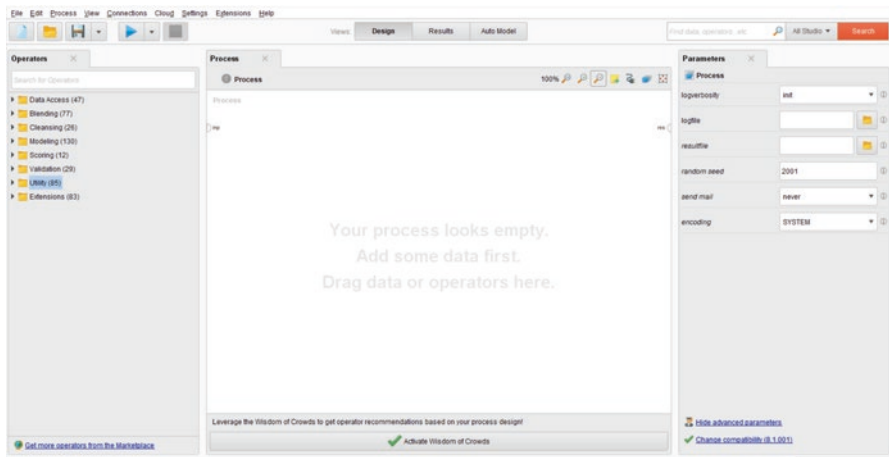 File Edit Process View Connections Cloud Settings Extensions Help
Views: Design Results Auto Model
Find data, operators...etc All Studio Search
Operators
Search for Operators
Data Access (47)
Blending (77)
Cleansing (26)
Modeling (130)
Scoring (12)
Validation (29)
Utility (85)
Extensions (83)
Get more operators from the Marketplace
Process
Process
100%
Process
inp
res
Your process looks empty.
Add some data first.
Drag data or operators here.
Leverage the Wisdom of Crowds to get operator recommendations based on your process design!
Activate Wisdom of Crowds
Parameters
Process
logverbosity init
logfile
resultfile
random seed 2001
send mail never
encoding SYSTEM
Hide advanced parameters
Change compatibility (8.1.001)